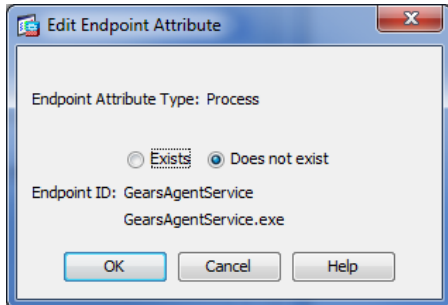 Edit Endpoint Attribute
Endpoint Attribute Type: Process
Exists Does not exist
Endpoint ID: GearsAgentService
GearsAgentService.exe
OK Cancel Help